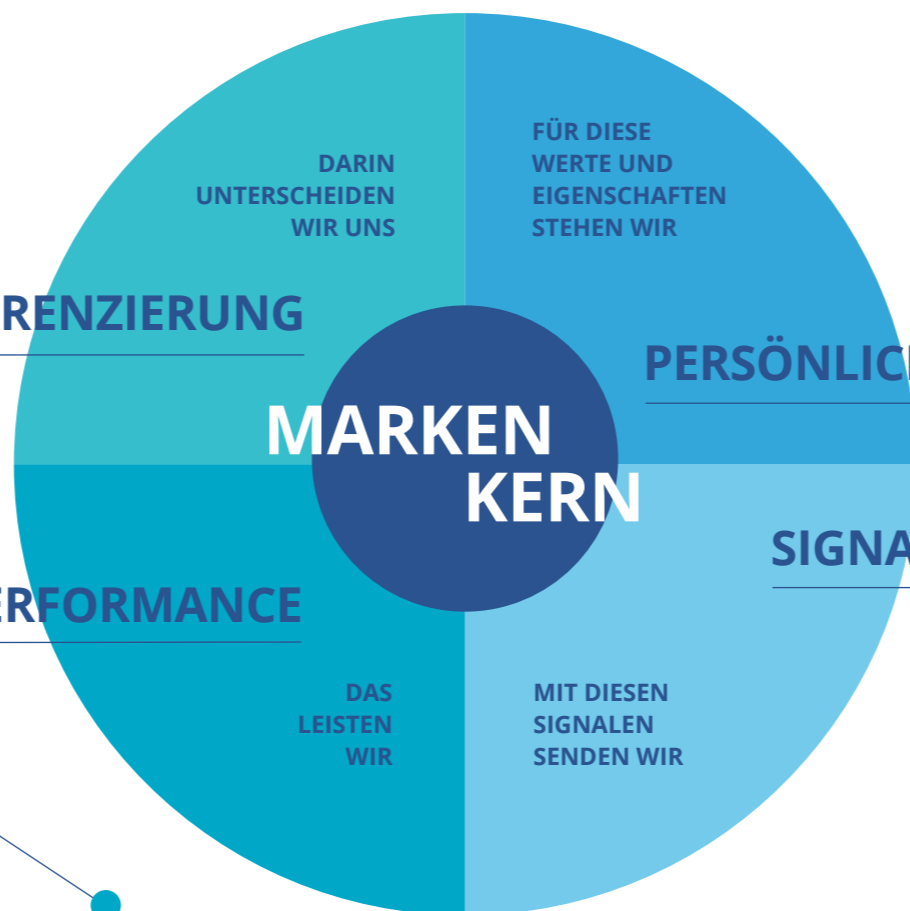 DARIN
UNTERSCHEIDEN
WIR UNS
FÜR DIESE
WERTE UND
EIGENSCHAFTEN
STEHEN WIR
RENZIERUNG
PERSÖNLIC
MARKEN
KERN
SIGNA
ERFORMANCE
DAS
LEISTEN
WIR
MIT DIESEN
SIGNALEN
SENDEN WIR